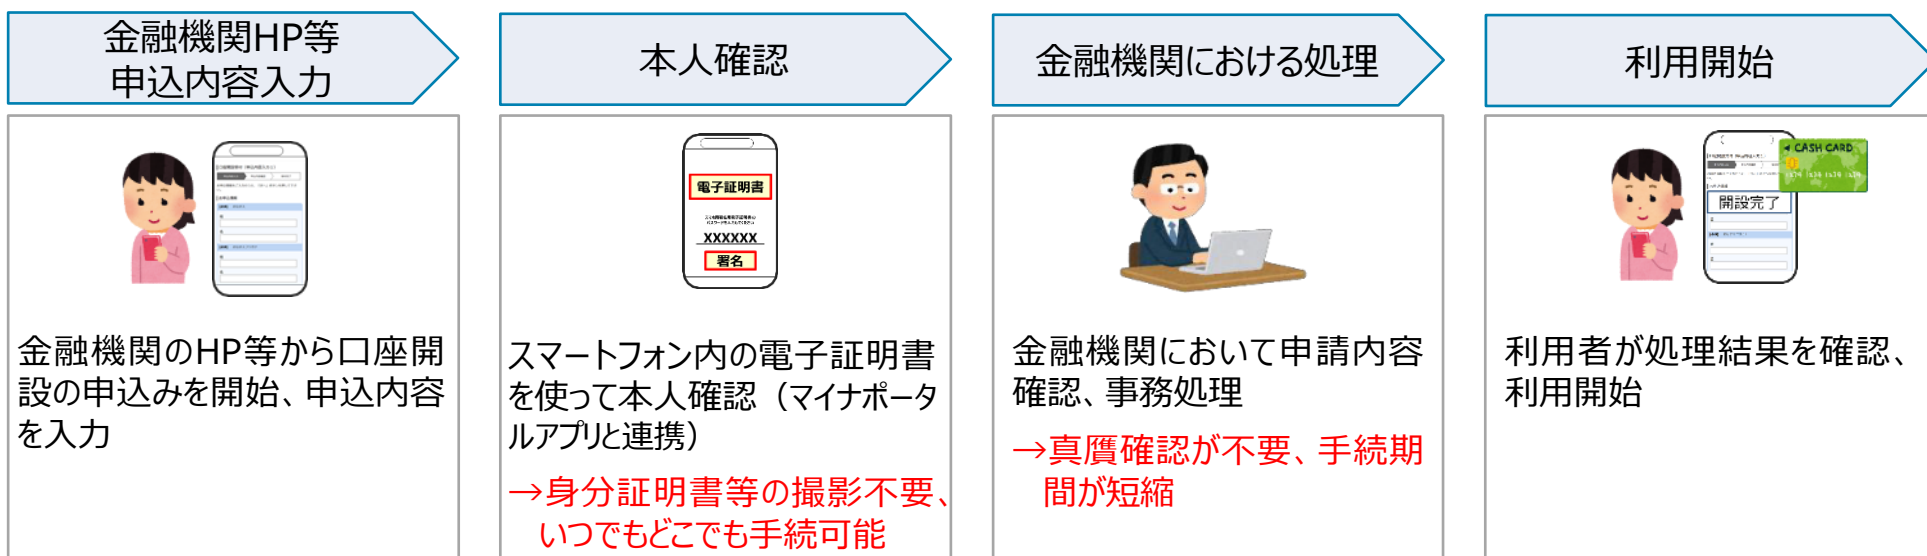 金融機関HP等
申込内容入力
本人確認
金融機関における処理
利用開始
金融機関のHP等から口座開
設の申込みを開始、申込内容
を入力
電子証明書
XXXXXX
署名
スマートフォン内の電子証明書
を使って本人確認（マイナポータ
ルアプリと連携）
→身分証明書等の撮影不要、
いつでもどこでも手続可能
金融機関において申請内容
確認、事務処理
→真贋確認が不要、手続期
間が短縮
CASH CARD
開設完了
利用者が処理結果を確認、
利用開始